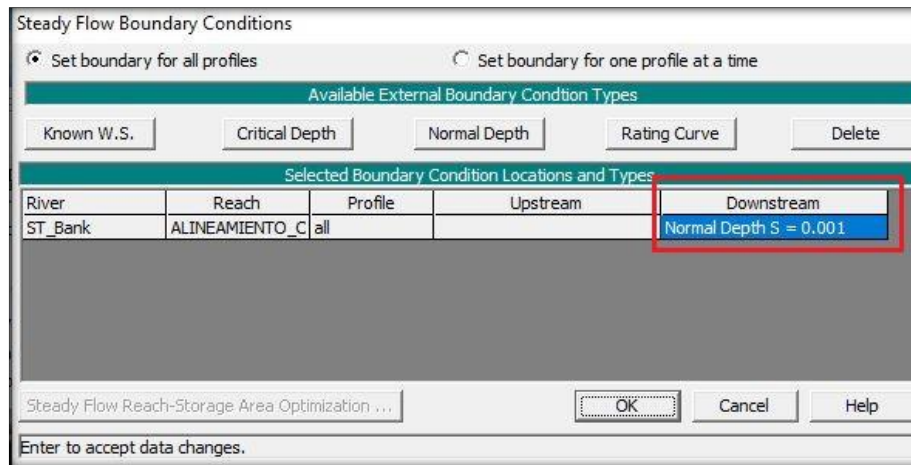 Steady Flow Boundary Conditions
Set boundary for all profiles Set boundary for one profile at a time
Available External Boundary Condtion Types
Known W.S. Critical Depth Normal Depth Rating Curve Delete
Selected Boundary Condition Locations and Types
River Reach Profile Upstream Downstream
ST_Bank ALINEAMIENTO_C all Normal Depth S = 0.001
Steady Flow Reach-Storage Area Optimization ... OK Cancel Help
Enter to accept data changes.